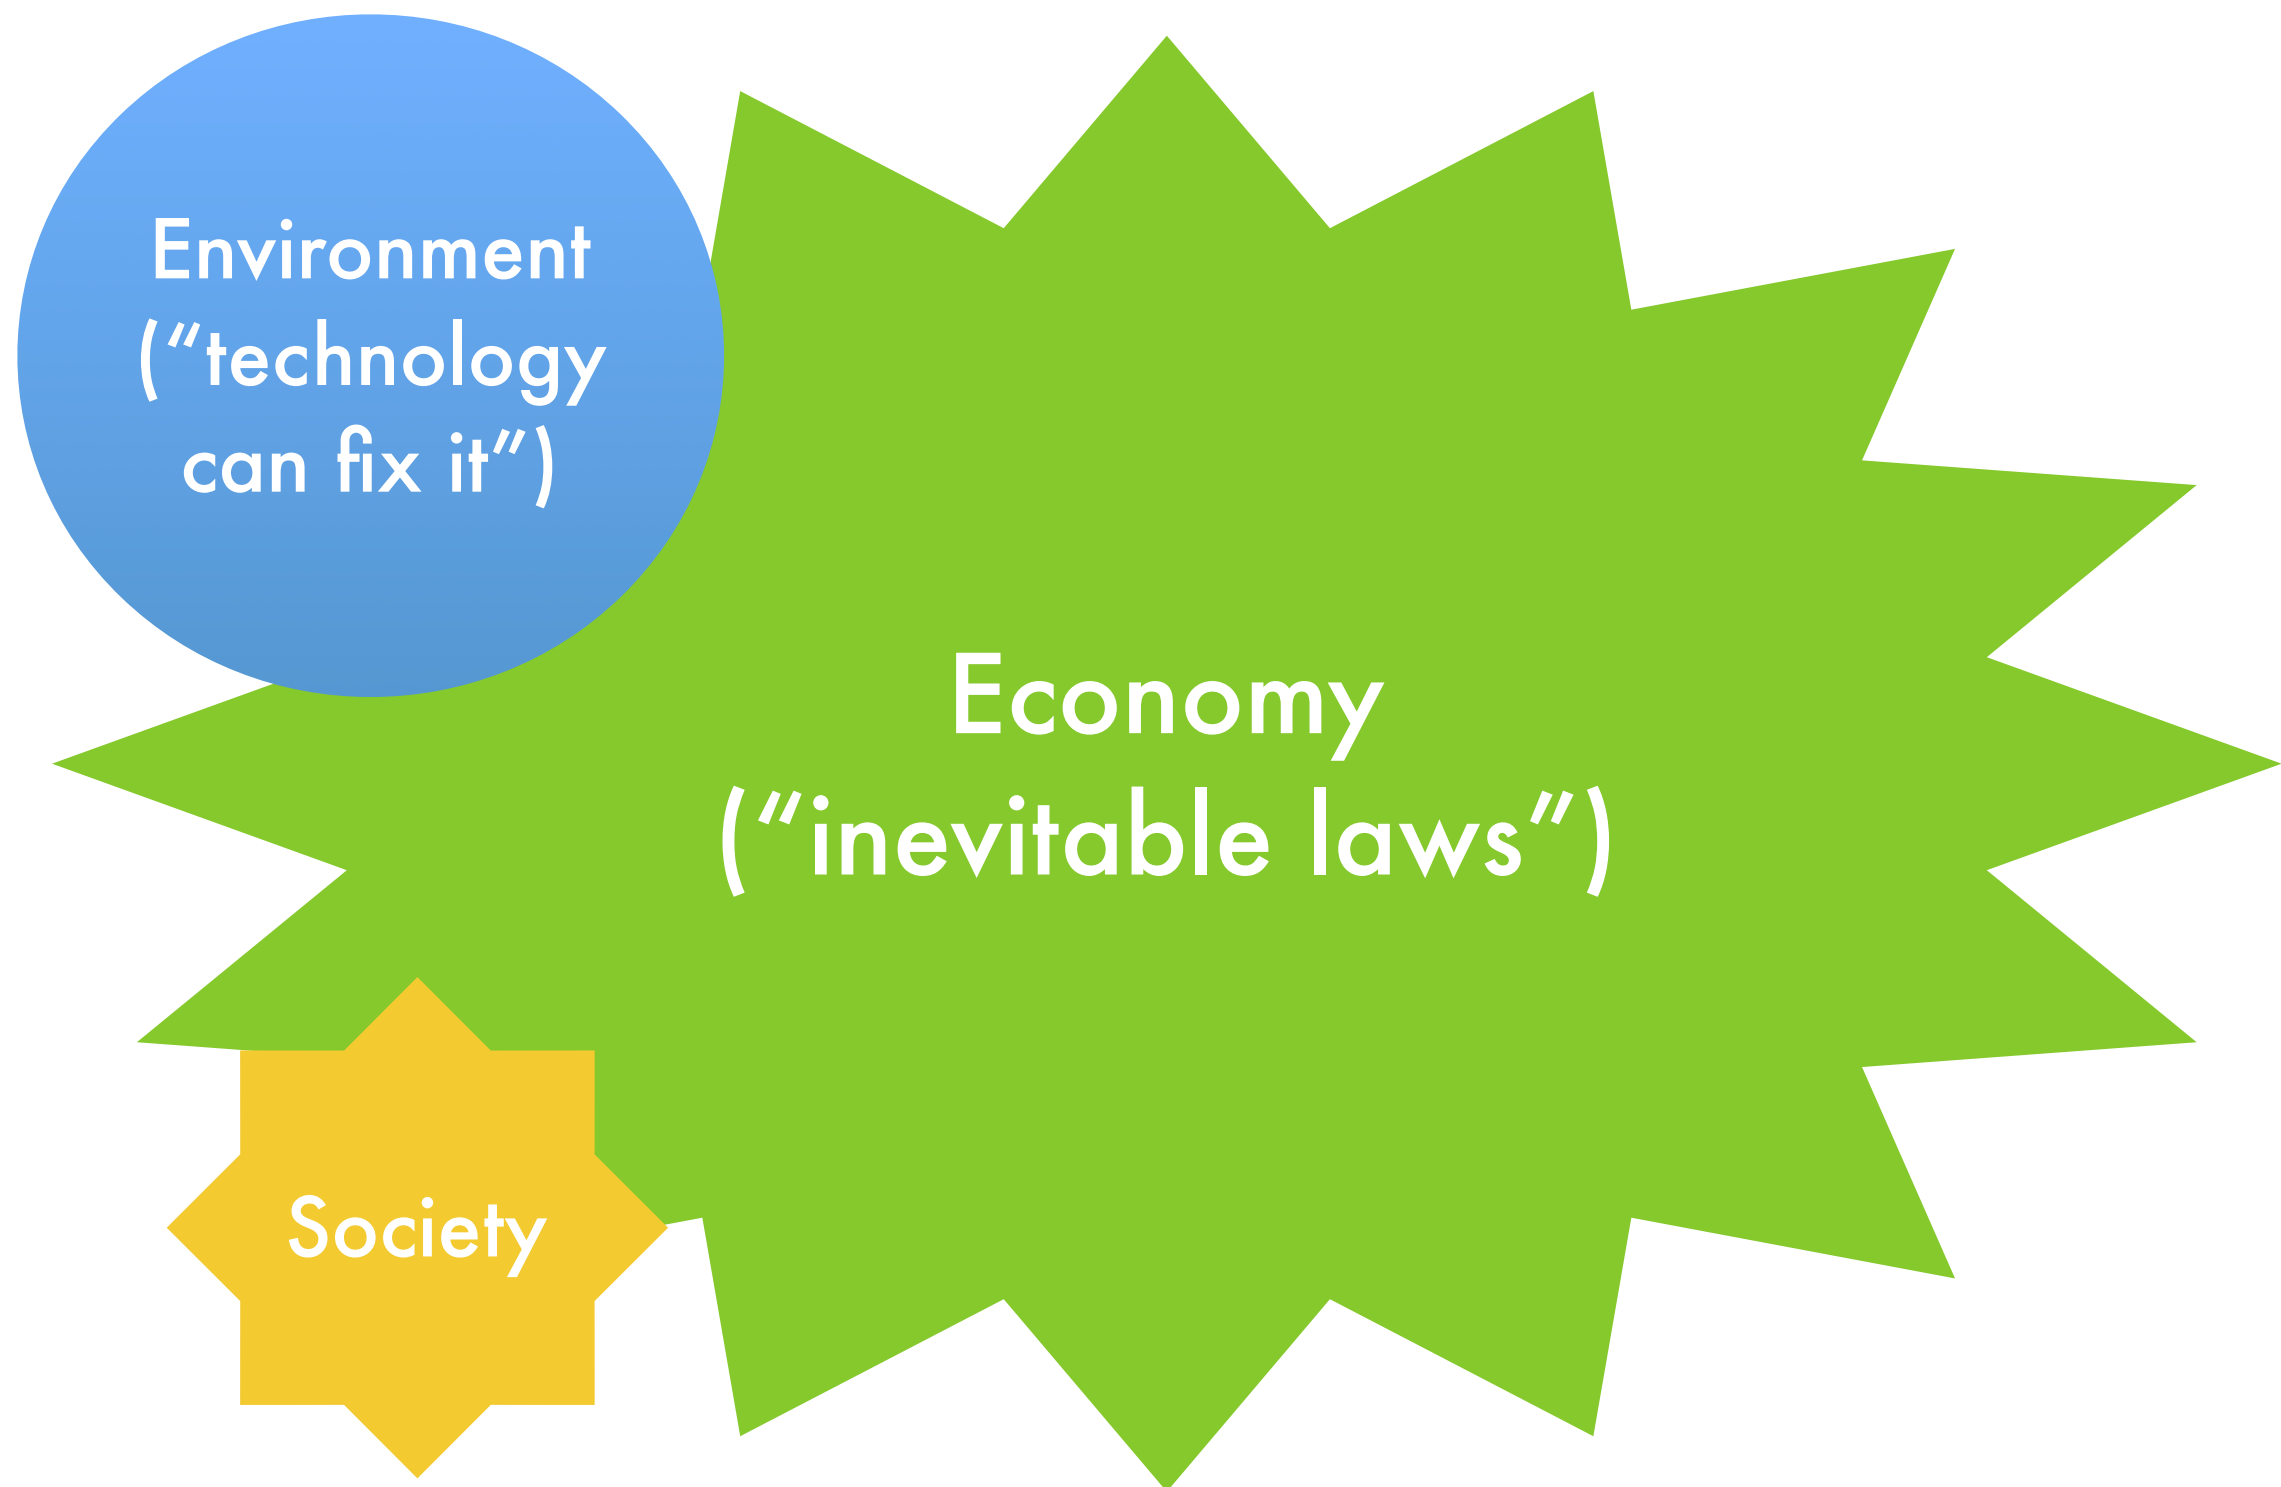 Environment
(“technology
can fix it”)
Economy
(“inevitable laws”)
Society